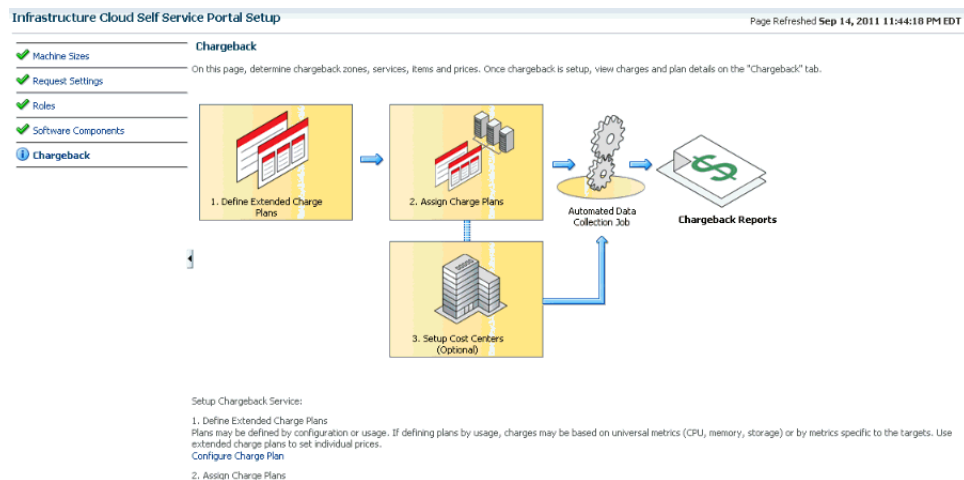 Infrastructure Cloud Self Service Portal Setup
Page Refreshed Sep 14, 2011 11:44:18 PM EDT
Machine Sizes
Request Settings
Roles
Software Components
Chargeback
Chargeback
On this page, determine chargeback zones, services, items and prices. Once chargeback is setup, view charges and plan details on the "Chargeback" tab.
1. Define Extended Charge
Plans
2. Assign Charge Plans
Automated Data
Collection Job
Chargeback Reports
3. Setup Cost Centers
(Optional)
Setup Chargeback Service:
1. Define Extended Charge Plans
Plans may be defined by configuration or usage. If defining plans by usage, charges may be based on universal metrics (CPU, memory, storage) or by metrics specific to the targets. Use
extended charge plans to set individual prices.
Configure Charge Plan
2. Assign Charge Plans